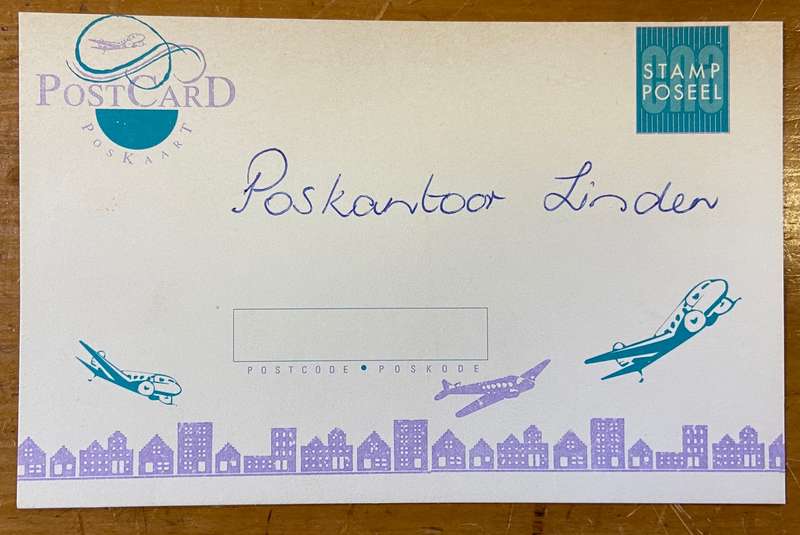 POSTCARD
POSKAART
STAMP
POSEEL
Poskantoor Linden
POSTCODE • POSKODE